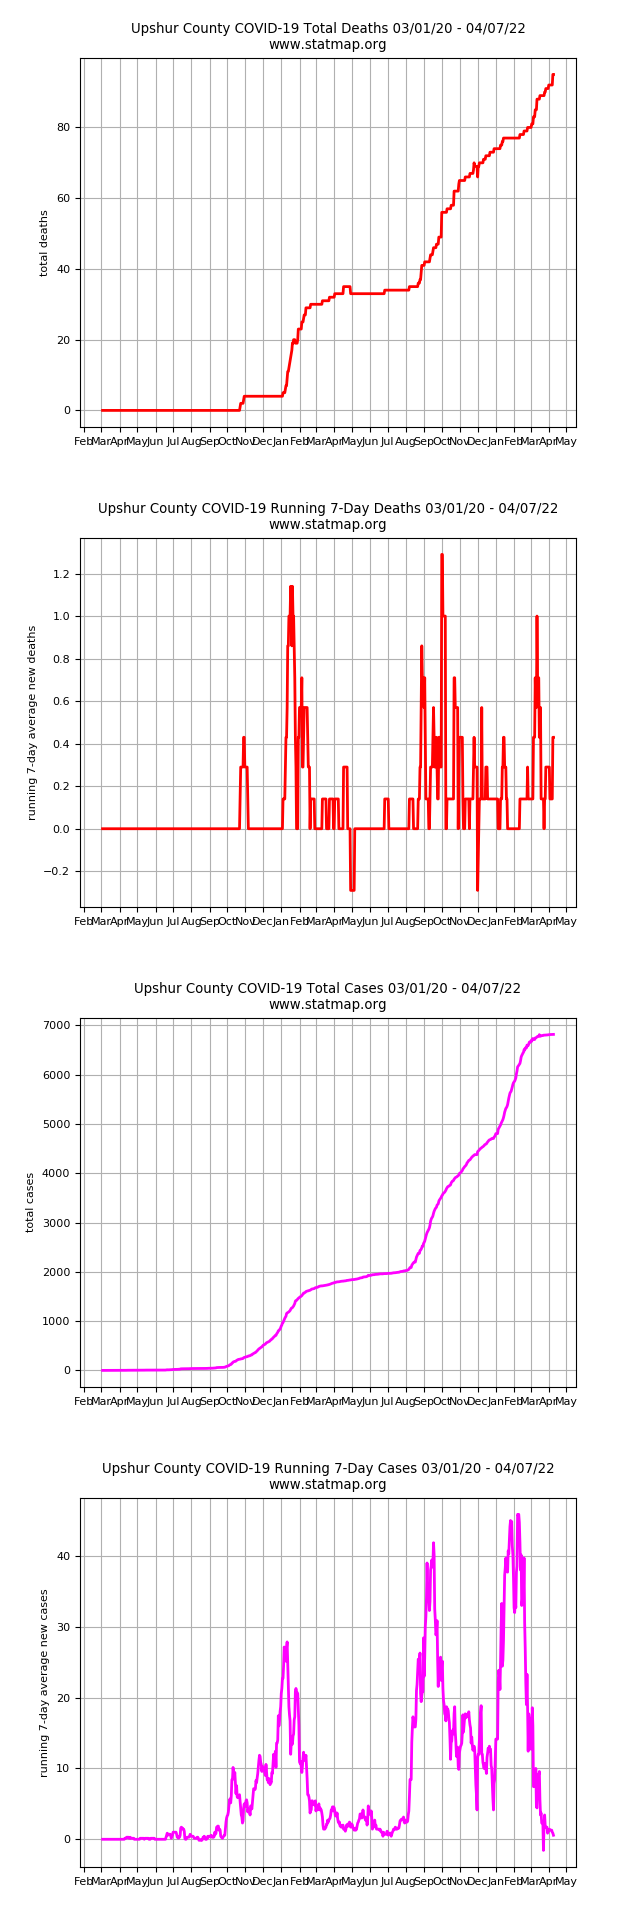 Upshur County COVID-19 Total Deaths 03/01/20 - 04/07/22
www.statmap.org
total deaths
80
60
40
20
0
Feb Mar Apr May Jun Jul Aug Sep Oct Nov Dec Jan Feb Mar Apr May Jun Jul Aug Sep Oct Nov Dec Jan Feb Mar Apr May
Upshur County COVID-19 Running 7-Day Deaths 03/01/20 - 04/07/22
www.statmap.org
running 7-day average new deaths
1.2
1.0
0.8
0.6
0.4
0.2
0.0
−0.2
Feb Mar Apr May Jun Jul Aug Sep Oct Nov Dec Jan Feb Mar Apr May Jun Jul Aug Sep Oct Nov Dec Jan Feb Mar Apr May
Upshur County COVID-19 Total Cases 03/01/20 - 04/07/22
www.statmap.org
total cases
7000
6000
5000
4000
3000
2000
1000
0
Feb Mar Apr May Jun Jul Aug Sep Oct Nov Dec Jan Feb Mar Apr May Jun Jul Aug Sep Oct Nov Dec Jan Feb Mar Apr May
Upshur County COVID-19 Running 7-Day Cases 03/01/20 - 04/07/22
www.statmap.org
running 7-day average new cases
40
30
20
10
0
Feb Mar Apr May Jun Jul Aug Sep Oct Nov Dec Jan Feb Mar Apr May Jun Jul Aug Sep Oct Nov Dec Jan Feb Mar Apr May